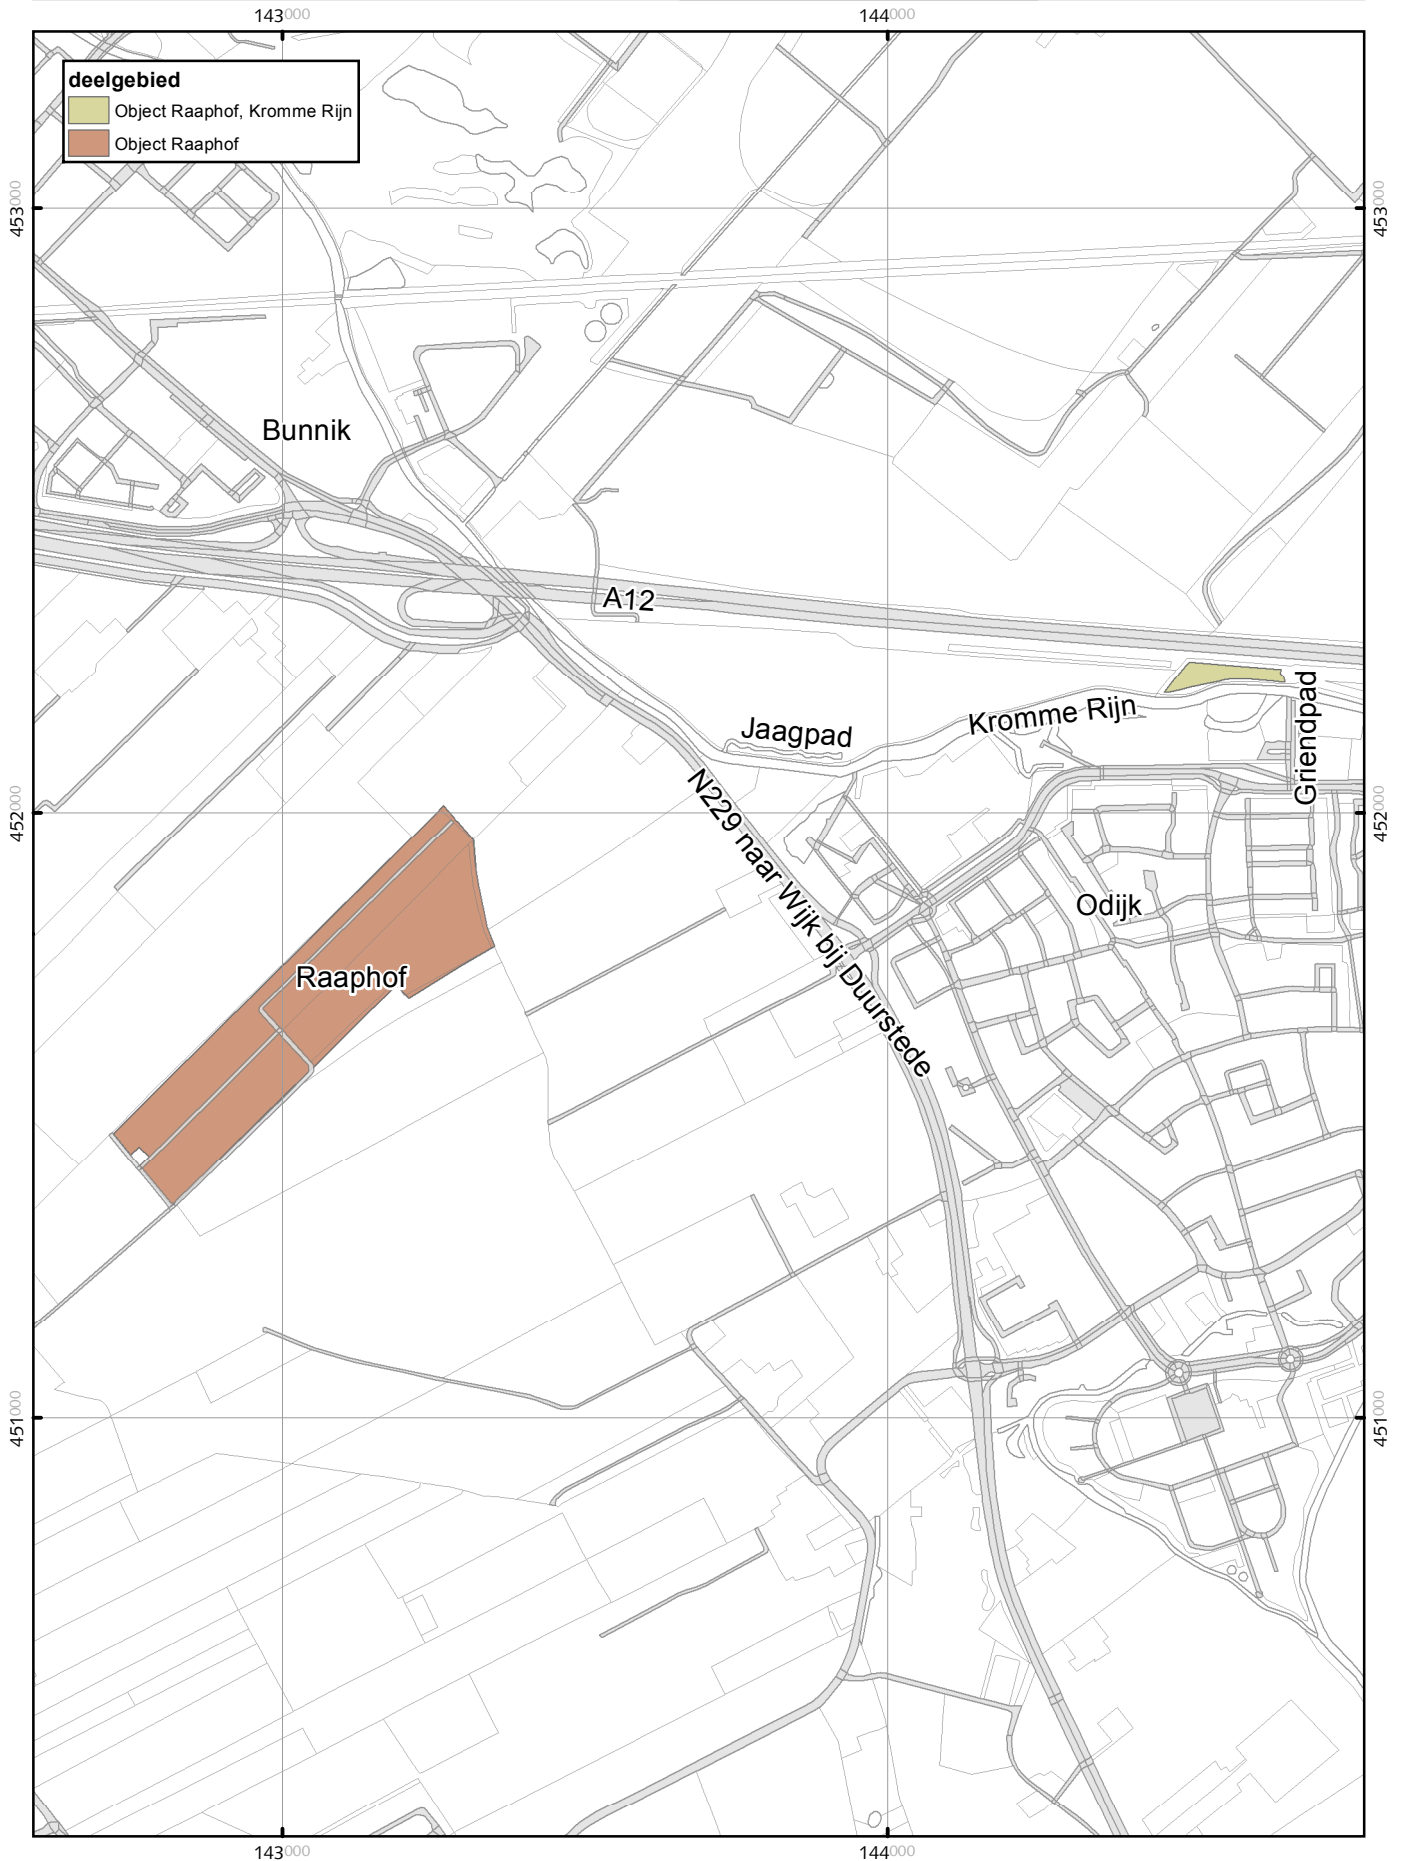 143000 144000
deelgebied
Object Raaphof, Kromme Rijn
Object Raaphof
453000 453000
Bunnik
A12
Griendpad
Kromme Rijn
Jaagpad
N229 naar Wijk bij Duurstede
452000 452000
Odijk
Raaphof
451000 451000
143000 144000